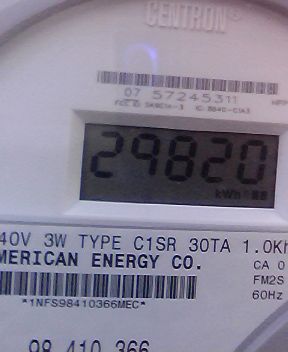 CENTRON®
07 57245311
29820
kWh
40V 3W TYPE C1SR 30TA 1.0Kh
MERICAN ENERGY CO.
CA 0
FM2S
60Hz
*1NFS98410366MEC*
98 410 366